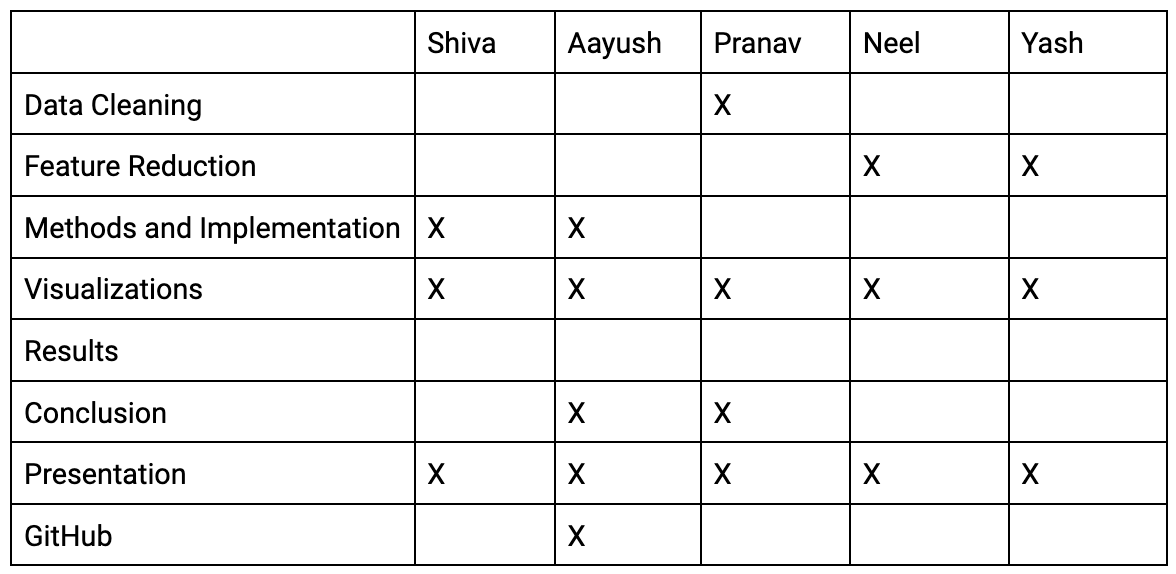 Shiva Aayush Pranav Neel Yash
Data Cleaning X
Feature Reduction X X
Methods and Implementation X X
Visualizations X X X X X
Results
Conclusion X X
Presentation X X X X X
GitHub X